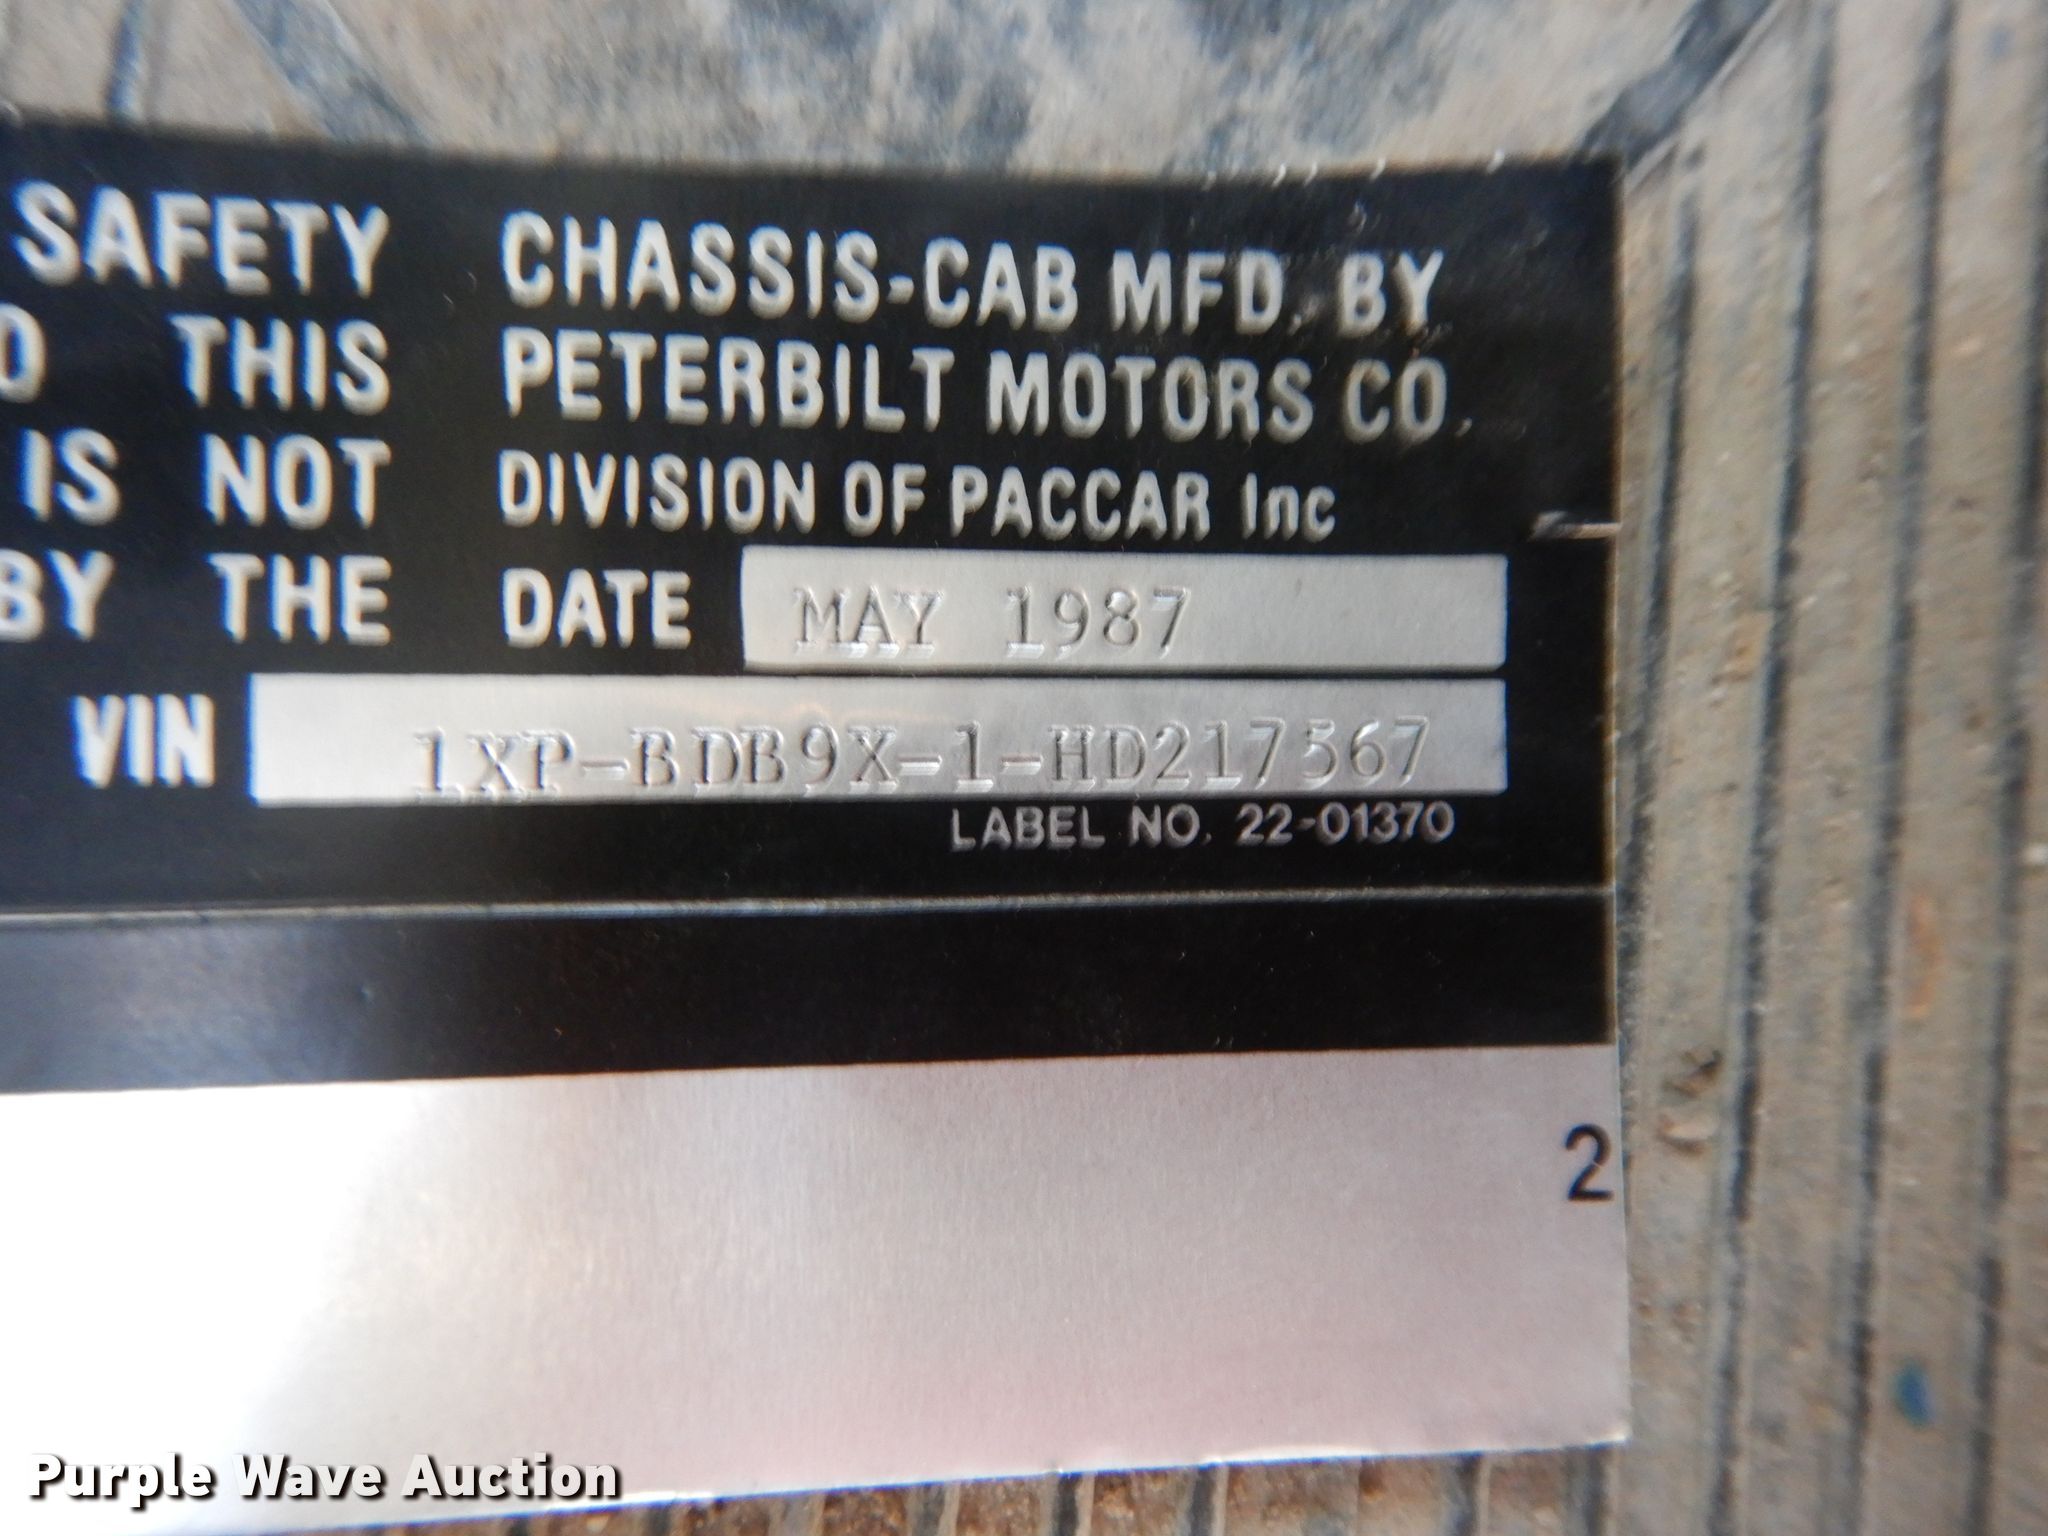 SAFETY CHASSIS-CAB MFD. BY
THIS PETERBILT MOTORS CO.
IS NOT DIVISION OF PACCAR Inc
BY THE DATE MAY 1987
VIN 1XP-BDB9X-1-HD217567
LABEL NO. 22-01370
2
Purple Wave Auction